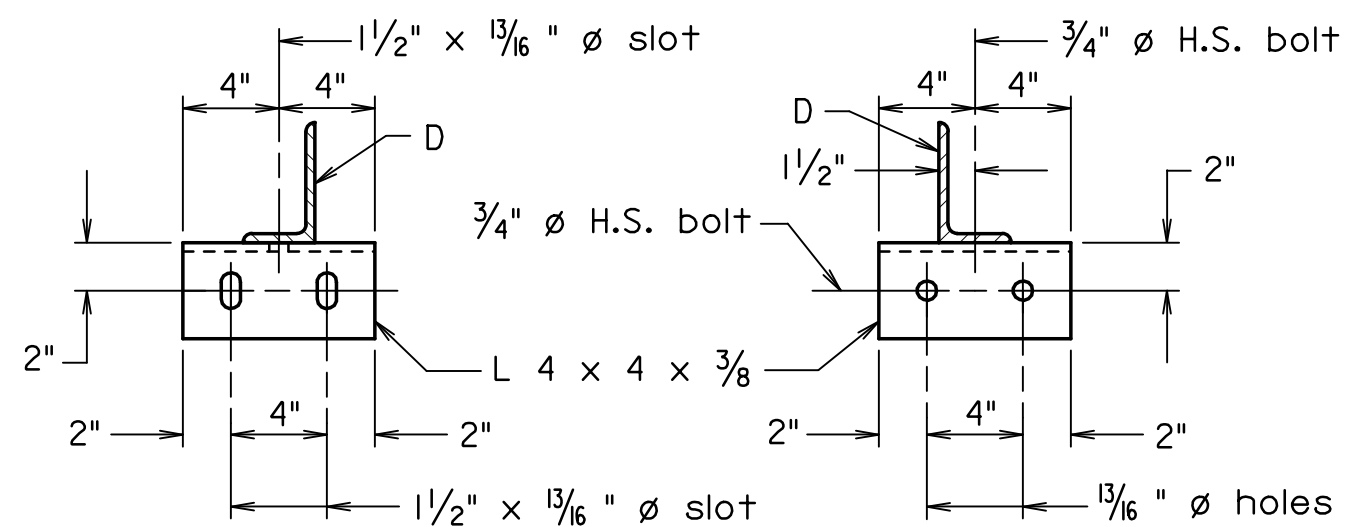 1 1/2" x 13/16 " ø slot
3/4" ø H.S. bolt
4" 4"
4" 4"
D
D
1 1/2"
2"
3/4" ø H.S. bolt
2"
L 4 x 4 x 3/8
2" 4" 2"
2" 4" 2"
1 1/2" x 13/16 " ø slot
13/16 " ø holes